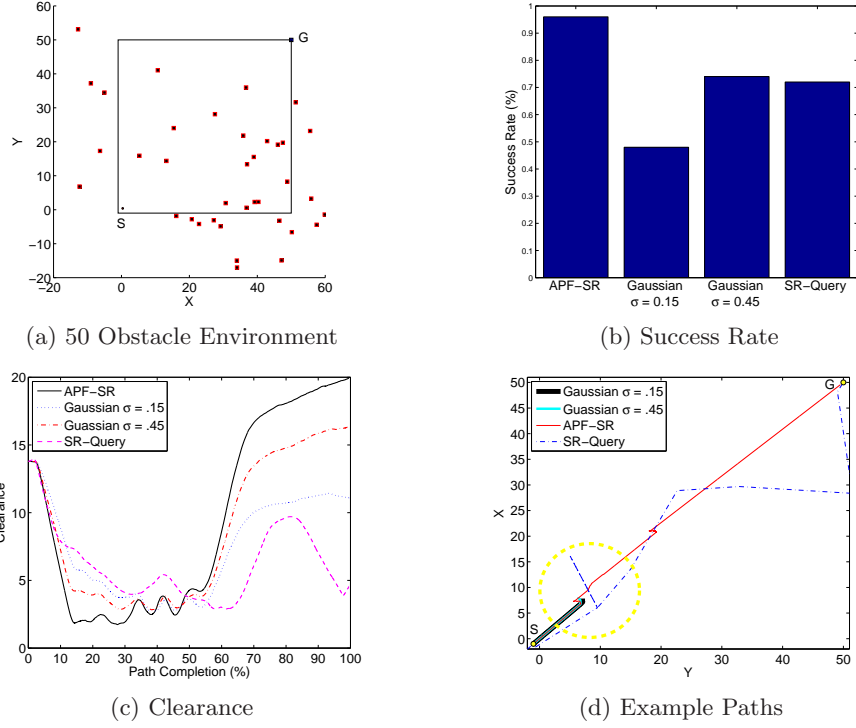 60
50
40
30
20
10
0
−10
−20
−20
0
20
40
60
X
Y
G
S
(a) 50 Obstacle Environment
1
0.9
0.8
0.7
0.6
0.5
0.4
0.3
0.2
0.1
0
Success Rate (%)
APF−SR
Gaussian
σ = 0.15
Gaussian
σ = 0.45
SR−Query
(b) Success Rate
20
15
10
5
0
Clearance
APF−SR
Gaussian σ = .15
Guassian σ = .45
SR−Query
0
10
20
30
40
50
60
70
80
90
100
Path Completion (%)
(c) Clearance
50
45
40
35
30
25
20
15
10
5
0
X
Gaussian σ = .15
Gaussian σ = .45
APF−SR
SR−Query
G
S
0
10
20
30
40
50
Y
(d) Example Paths